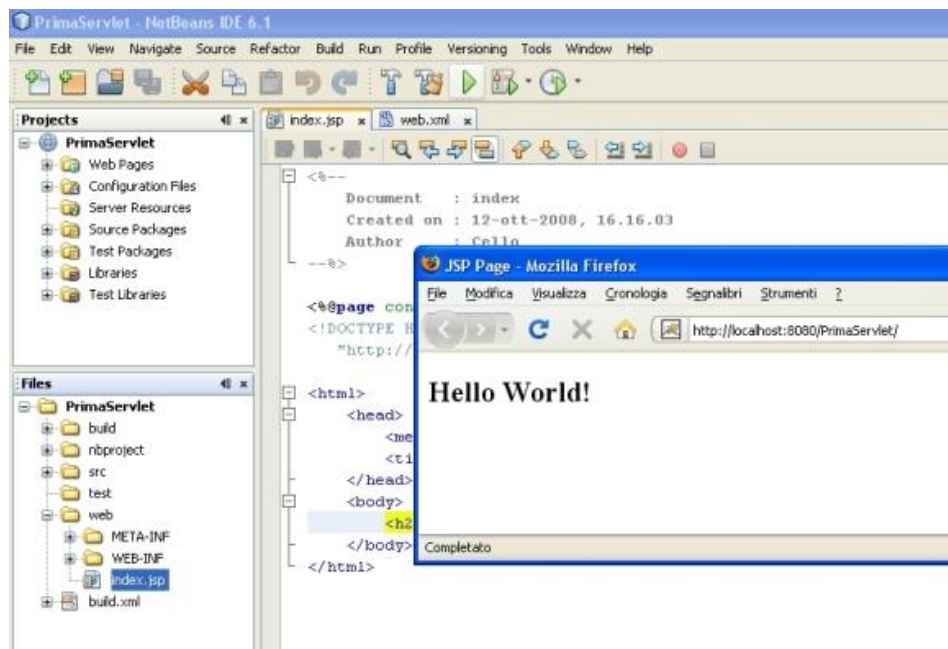 PrimaServlet - NetBeans IDE 6.1
File Edit View Navigate Source Refactor Build Run Profile Versioning Tools Window Help
Projects
PrimaServlet
Web Pages
Configuration Files
Server Resources
Source Packages
Test Packages
Libraries
Test Libraries
Files
PrimaServlet
build
nbproject
src
test
web
META-INF
WEB-INF
index.jsp
build.xml
index.jsp web.xml
<%--
Document : index
Created on : 12-ott-2008, 16.16.03
Author : Cello
--%>
<%@page con
<!DOCTYPE H
"http://
<html>
<head>
<me
<ti
</head>
<body>
<h2
</body>
</html>
JSP Page - Mozilla Firefox
File Modifica Visualizza Cronologia Segnalibri Strumenti ?
http://localhost:8080/PrimaServlet/
Hello World!
Completato